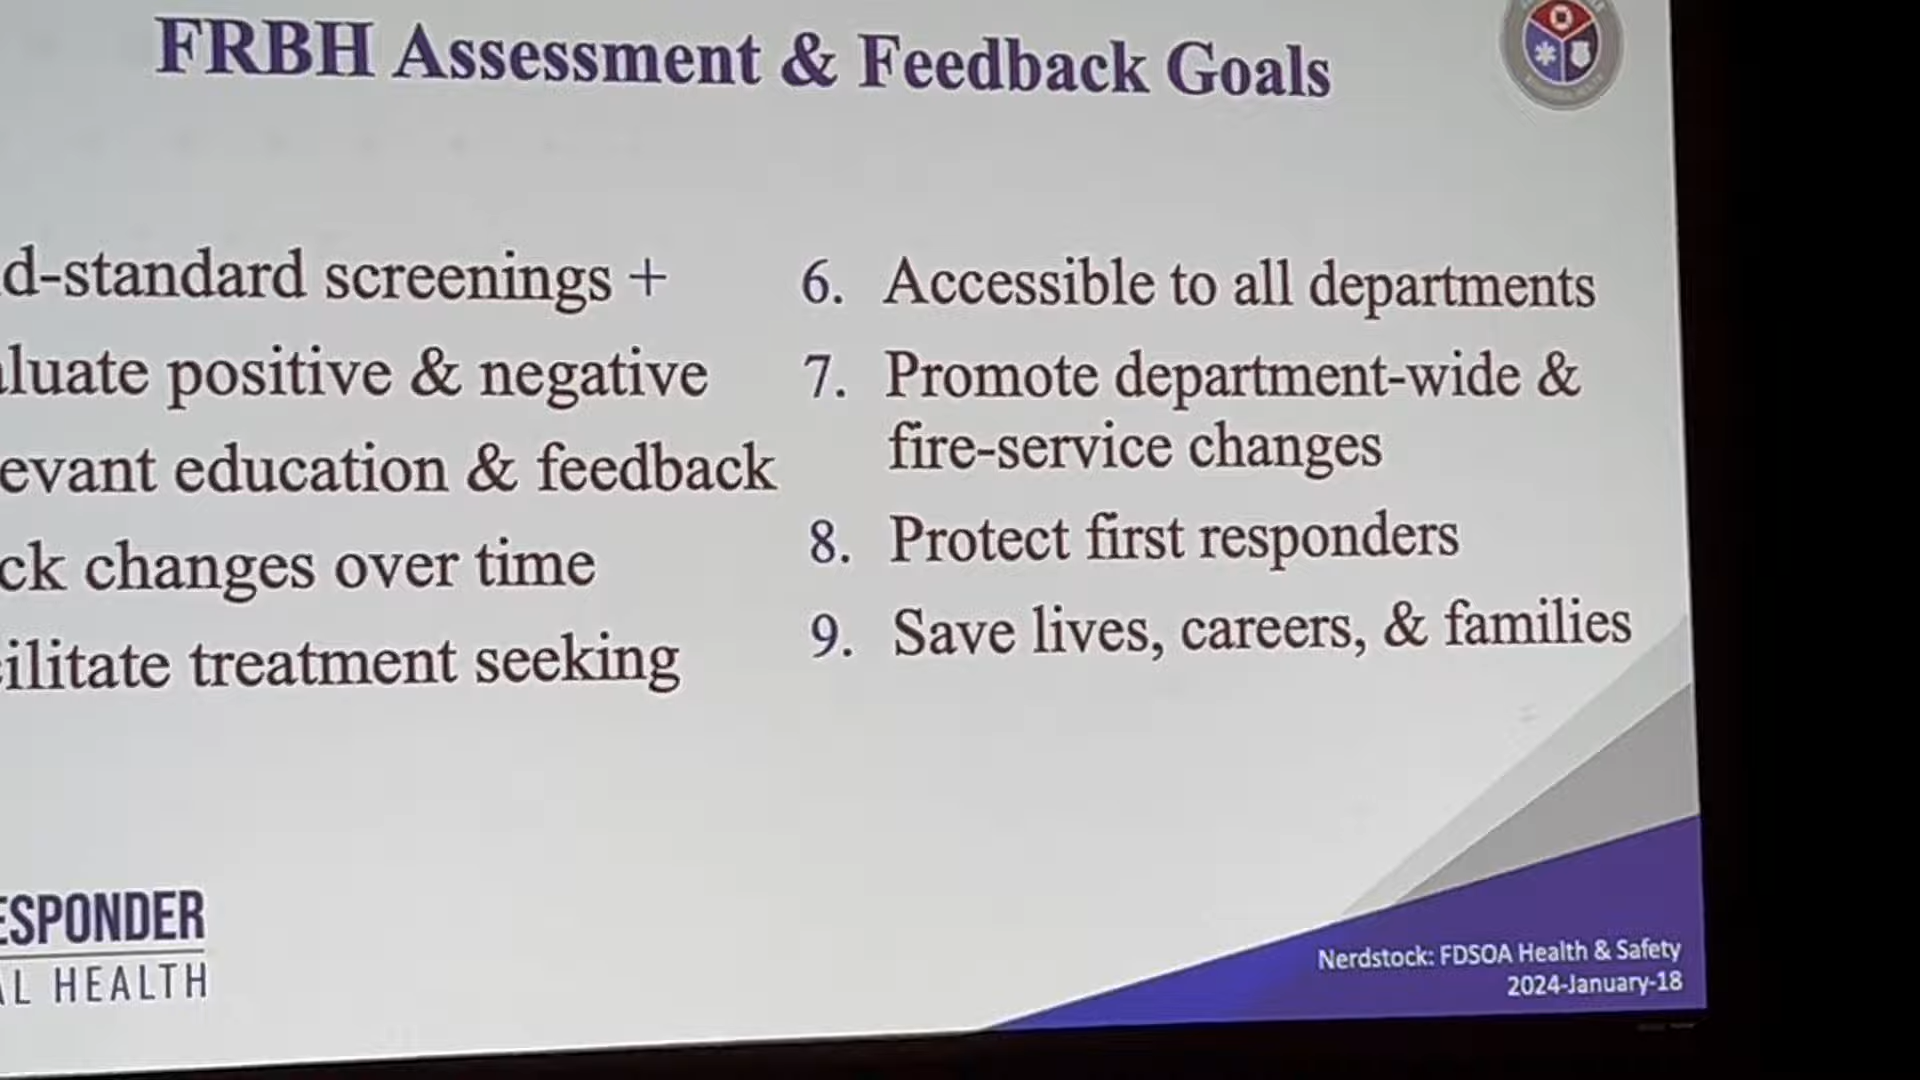 FRBH Assessment & Feedback Goals
d-standard screenings +
aluate positive & negative
evant education & feedback
ck changes over time
cilitate treatment seeking
6. Accessible to all departments
7. Promote department-wide &
fire-service changes
8. Protect first responders
9. Save lives, careers, & families
ESPONDER
AL HEALTH
Nerdstock: FDSOA Health & Safety
2024-January-18